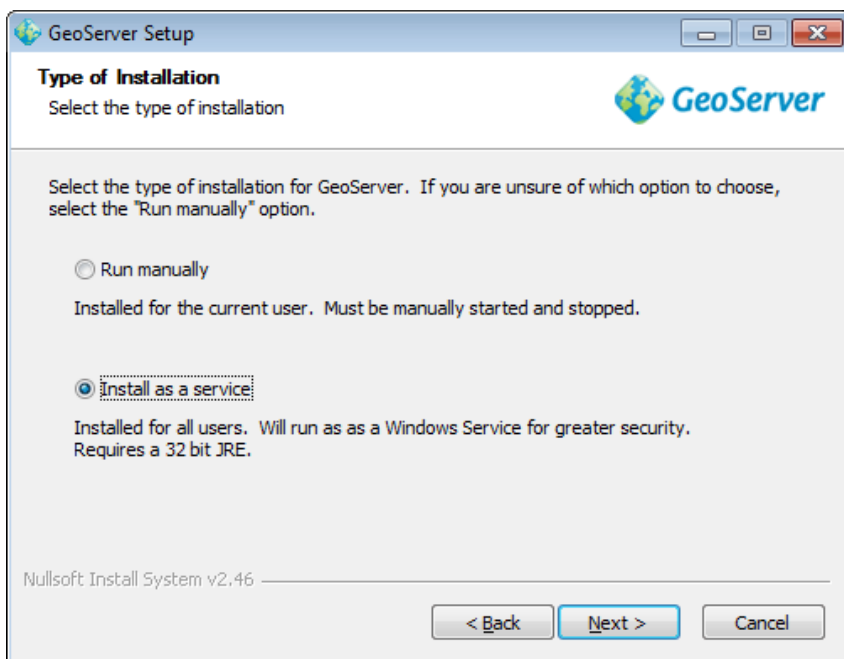 GeoServer Setup
Type of Installation
Select the type of installation
GeoServer
Select the type of installation for GeoServer. If you are unsure of which option to choose,
select the "Run manually" option.
Run manually
Installed for the current user. Must be manually started and stopped.
Install as a service
Installed for all users. Will run as as a Windows Service for greater security.
Requires a 32 bit JRE.
Nullsoft Install System v2.46
< Back
Next >
Cancel